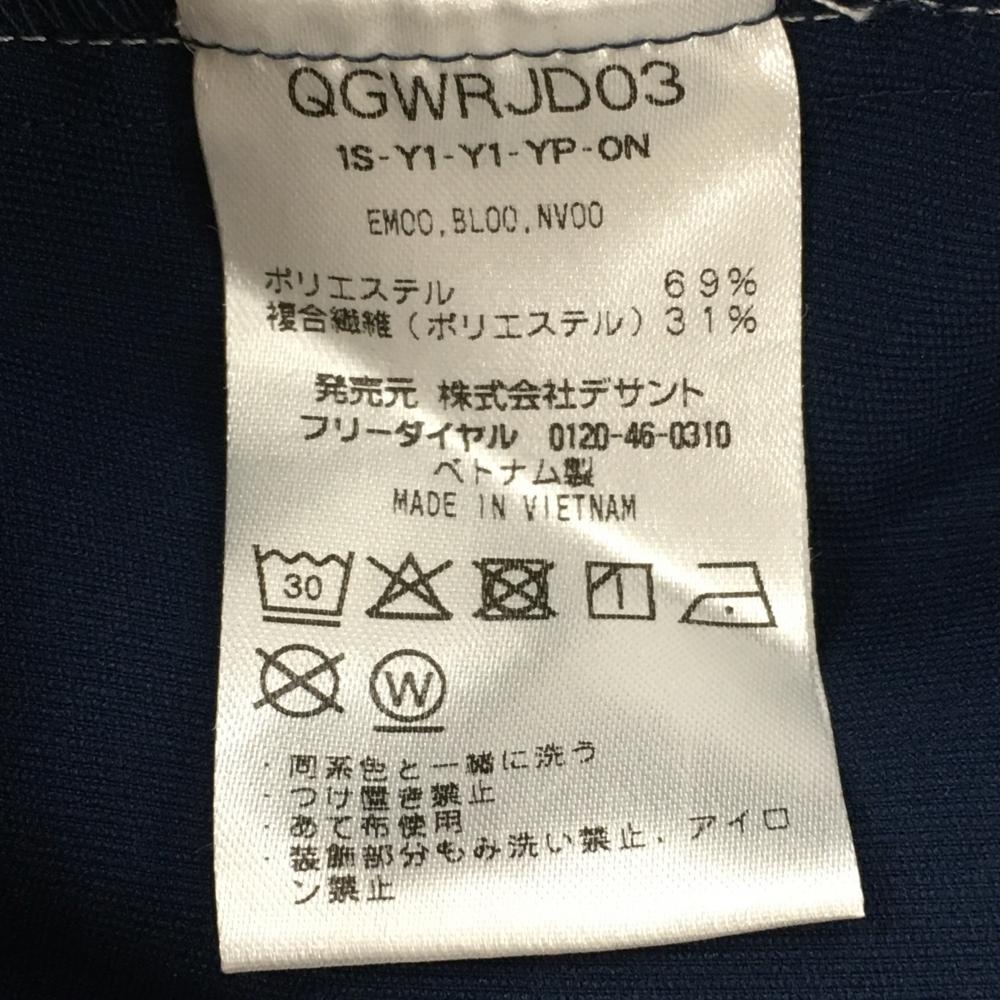 QGWRJD03
1S-Y1-Y1-YP-ON
EM00,BL00,NV00
ポリエステル 69%
複合繊維(ポリエステル)31%
発売元 株式会社デサント
フリーダイヤル 0120-46-0310
ベトナム製
MADE IN VIETNAM
30
W
・同系色と一緒に洗う
・つけ置き禁止
・あて布使用
・装飾部分もみ洗い禁止．アイロ
ン禁止